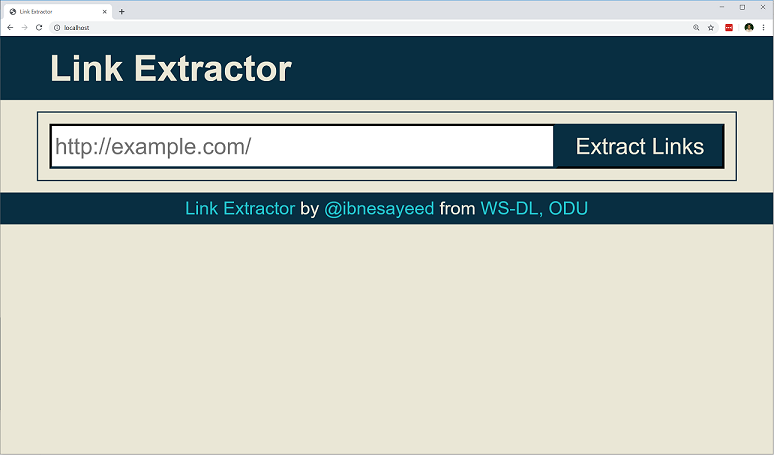 Link Extractor
localhost
Link Extractor
http://example.com/ Extract Links
Link Extractor by @ibnesayeed from WS-DL, ODU